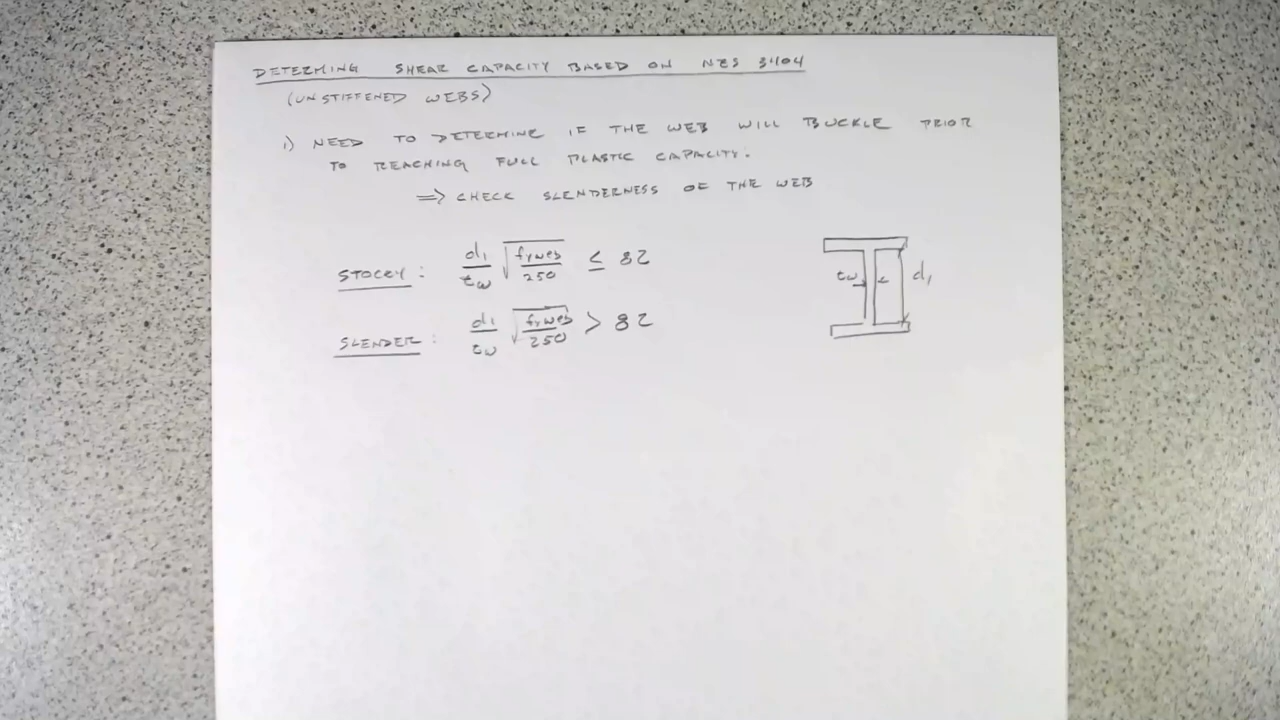 DETERMING SHEAR CAPACITY BASED ON NZS 3404
(UNSTIFFENED WEBS)
1) NEED TO DETERMINE IF THE WEB WILL BUCKLE PRIOR
TO REACHING FULL PLASTIC CAPACITY.
⇒ CHECK SLENDERNESS OF THE WEB
STOCKY : d1/tw √(fyweb/250) ≤ 82
tw d1
SLENDER : d1/tw √(fyweb/250) > 82